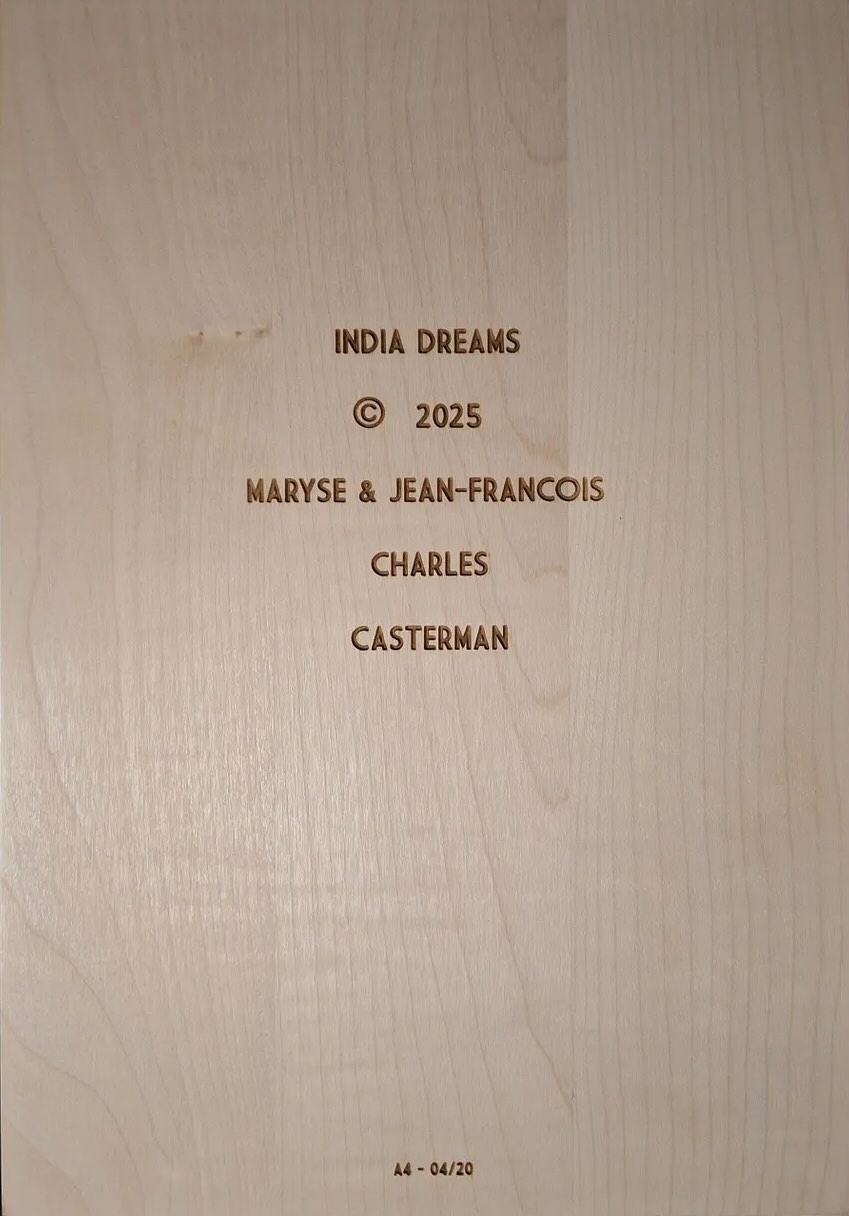 INDIA DREAMS
© 2025
MARYSE & JEAN-FRANCOIS
CHARLES
CASTERMAN
A4 - 04/20